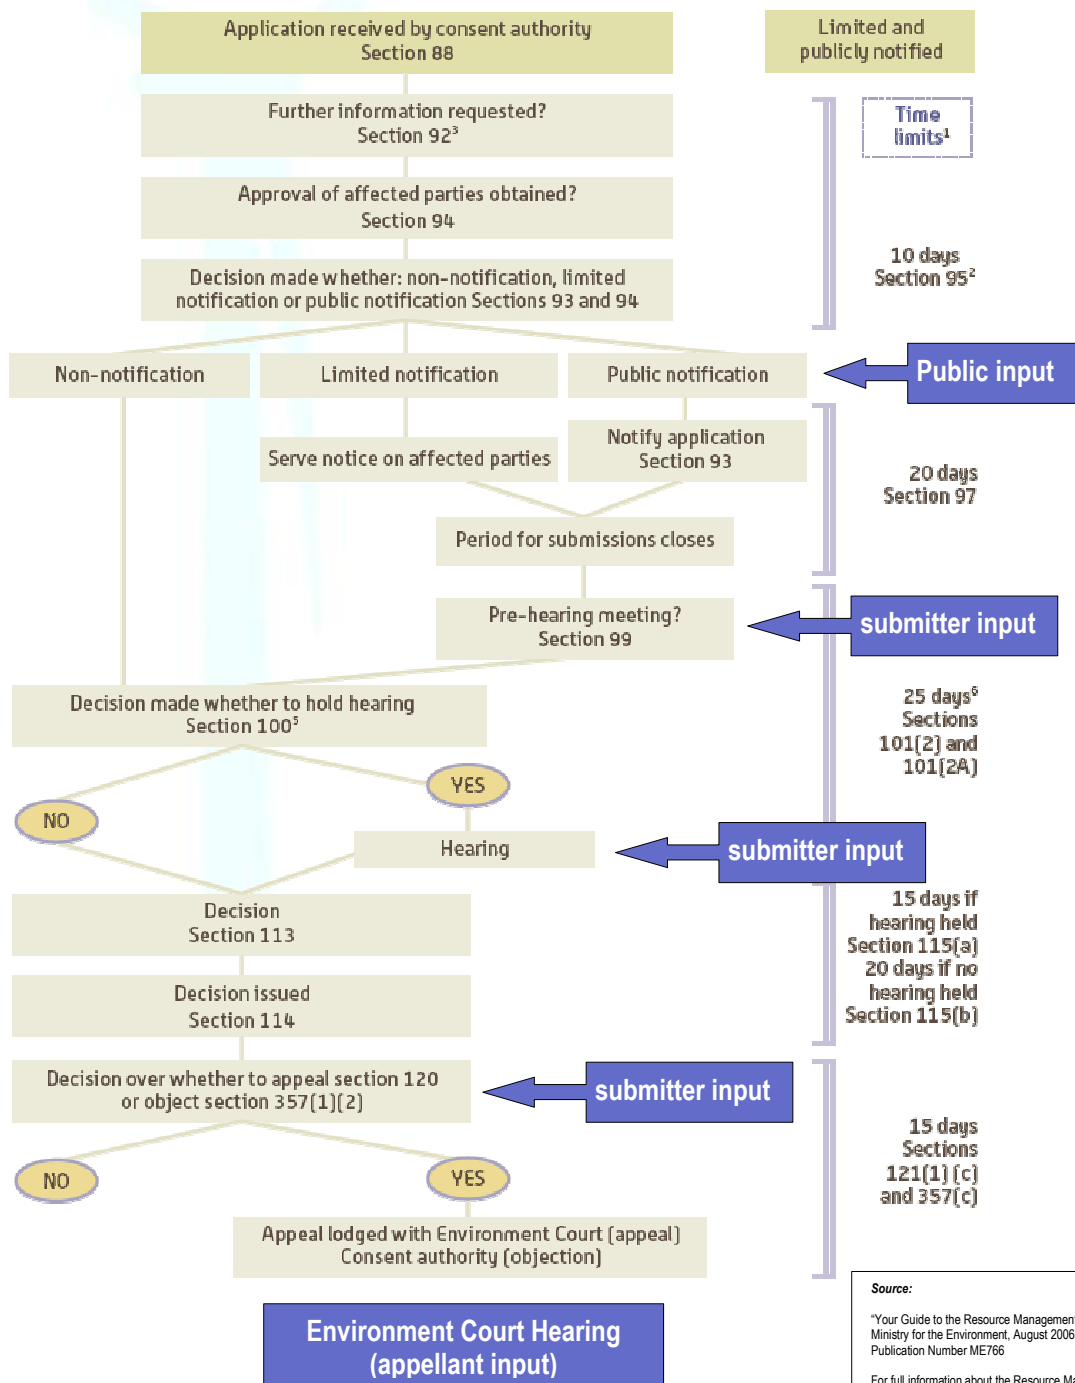 Application received by consent authority
Section 88
Limited and
publicly notified
Further information requested?
Section 92³
Time
limits¹
Approval of affected parties obtained?
Section 94
Decision made whether: non-notification, limited
notification or public notification Sections 93 and 94
10 days
Section 95²
Non-notification
Limited notification
Public notification
Public input
Serve notice on affected parties
Notify application
Section 93
20 days
Section 97
Period for submissions closes
Pre-hearing meeting?
Section 99
submitter input
Decision made whether to hold hearing
Section 100⁵
25 days⁶
Sections
101(2) and
101(2A)
YES
NO
Hearing
submitter input
Decision
Section 113
15 days if
hearing held
Section 115(a)
20 days if no
hearing held
Section 115(b)
Decision issued
Section 114
Decision over whether to appeal section 120
or object section 357(1)(2)
submitter input
15 days
Sections
121(1) (c)
and 357(c)
NO
YES
Appeal lodged with Environment Court (appeal)
Consent authority (objection)
Environment Court Hearing
(appellant input)
Source:
"Your Guide to the Resource Management
Ministry for the Environment, August 2006
Publication Number ME766
For full information about the Resource Ma